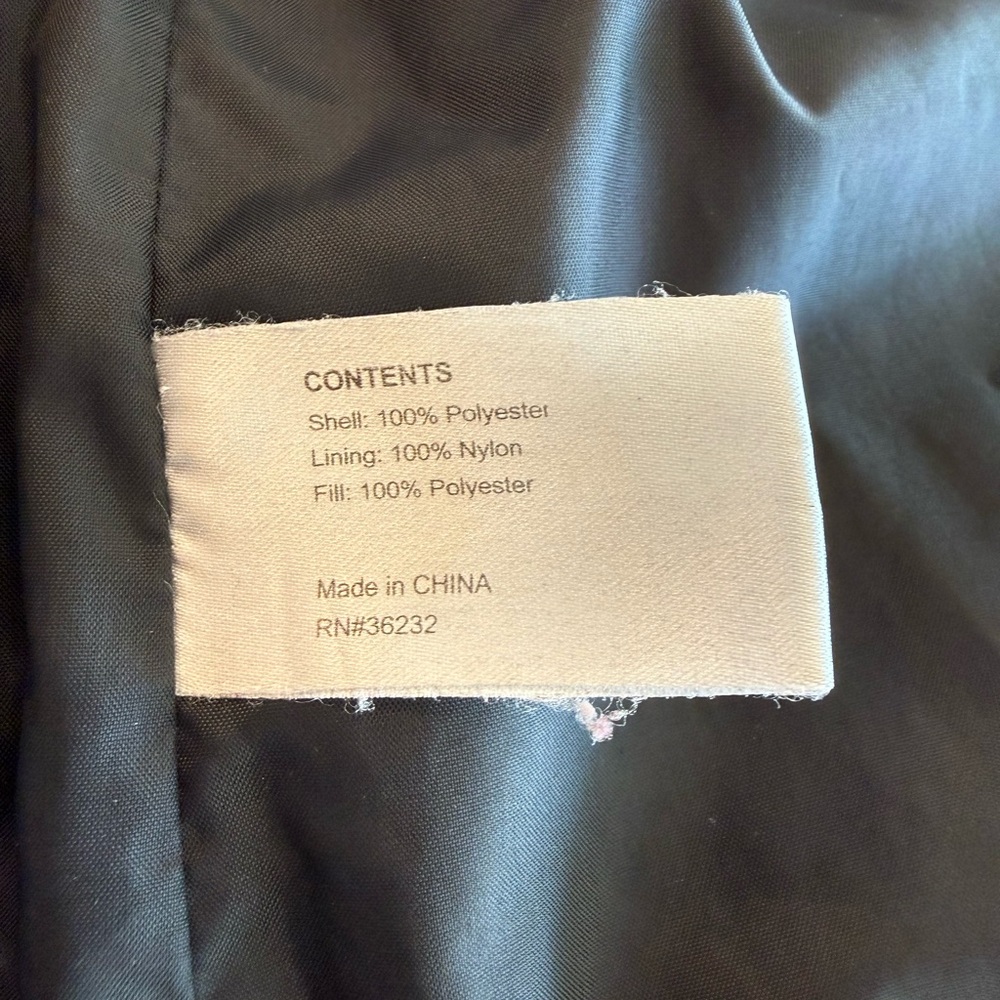 CONTENTS
Shell: 100% Polyester
Lining: 100% Nylon
Fill: 100% Polyester
Made in CHINA
RN#36232